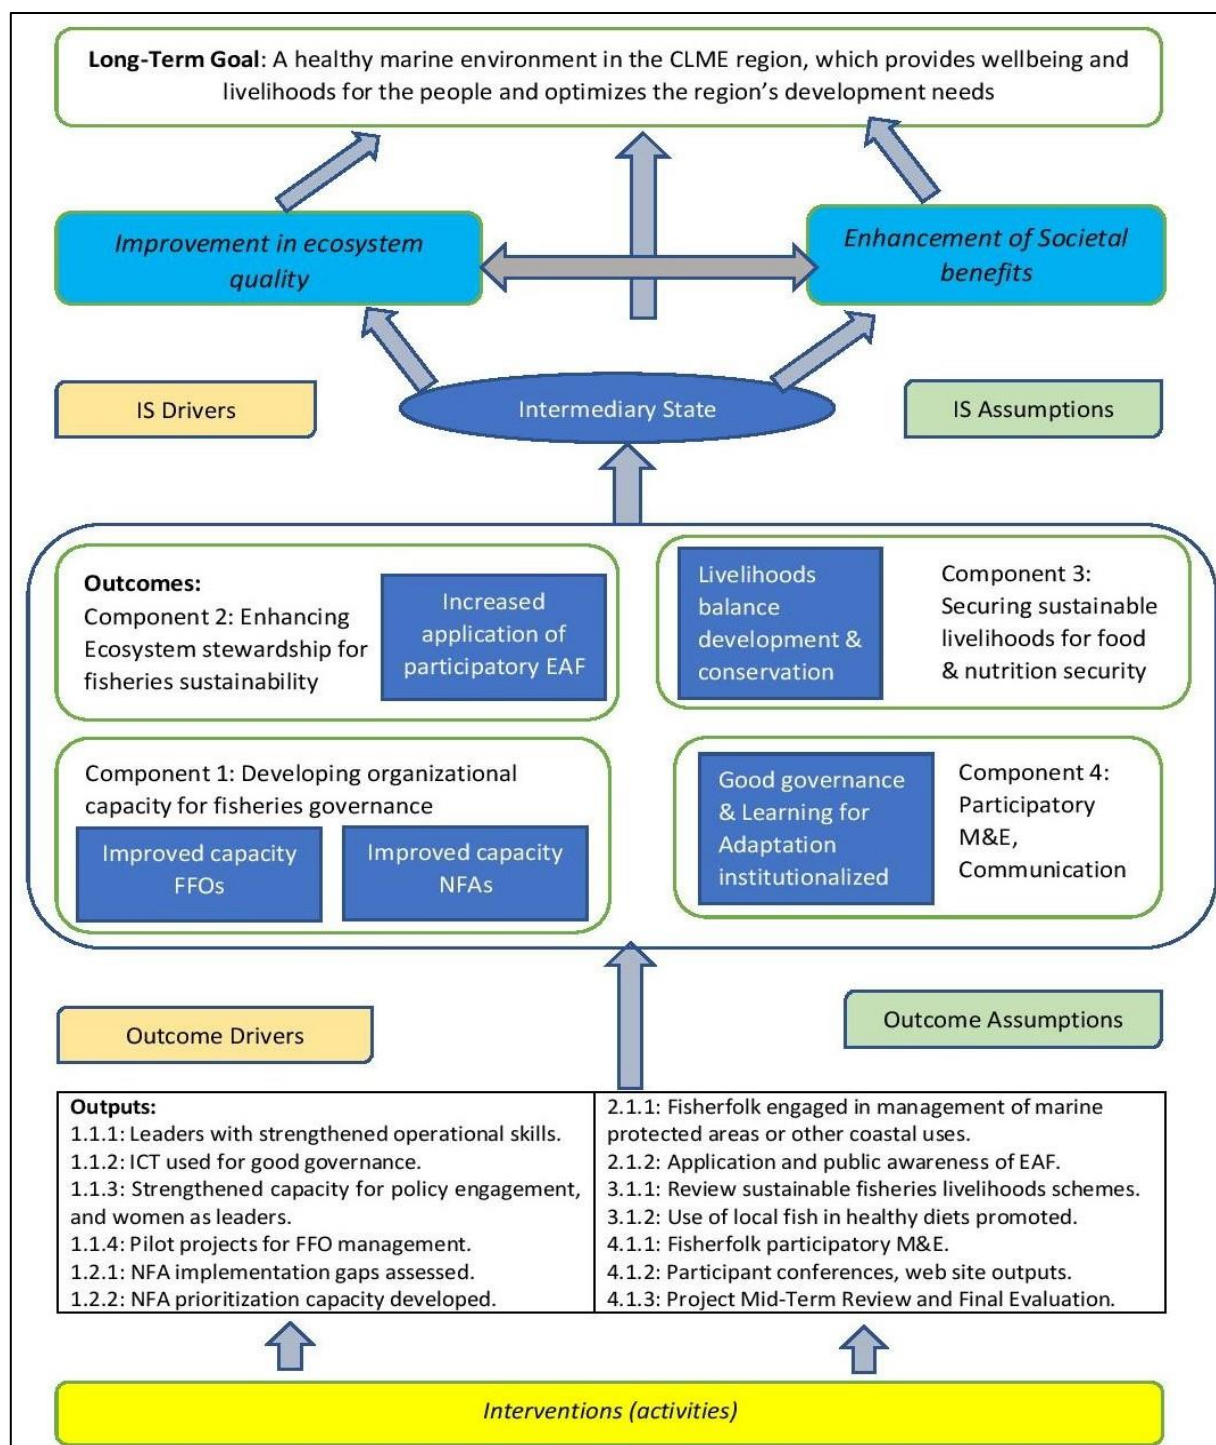 Long-Term Goal: A healthy marine environment in the CLME region, which provides wellbeing and
livelihoods for the people and optimizes the region's development needs
Improvement in ecosystem
quality
Enhancement of Societal
benefits
IS Drivers
Intermediary State
IS Assumptions
Outcomes:
Component 2: Enhancing
Ecosystem stewardship for
fisheries sustainability
Increased
application of
participatory EAF
Livelihoods
balance
development &
conservation
Component 3:
Securing sustainable
livelihoods for food
& nutrition security
Component 1: Developing organizational
capacity for fisheries governance
Improved capacity
FFOs
Improved capacity
NFAs
Good governance
& Learning for
Adaptation
institutionalized
Component 4:
Participatory
M&E,
Communication
Outcome Drivers
Outcome Assumptions
Outputs:
1.1.1: Leaders with strengthened operational skills.
1.1.2: ICT used for good governance.
1.1.3: Strengthened capacity for policy engagement,
and women as leaders.
1.1.4: Pilot projects for FFO management.
1.2.1: NFA implementation gaps assessed.
1.2.2: NFA prioritization capacity developed.
2.1.1: Fisherfolk engaged in management of marine
protected areas or other coastal uses.
2.1.2: Application and public awareness of EAF.
3.1.1: Review sustainable fisheries livelihoods schemes.
3.1.2: Use of local fish in healthy diets promoted.
4.1.1: Fisherfolk participatory M&E.
4.1.2: Participant conferences, web site outputs.
4.1.3: Project Mid-Term Review and Final Evaluation.
Interventions (activities)